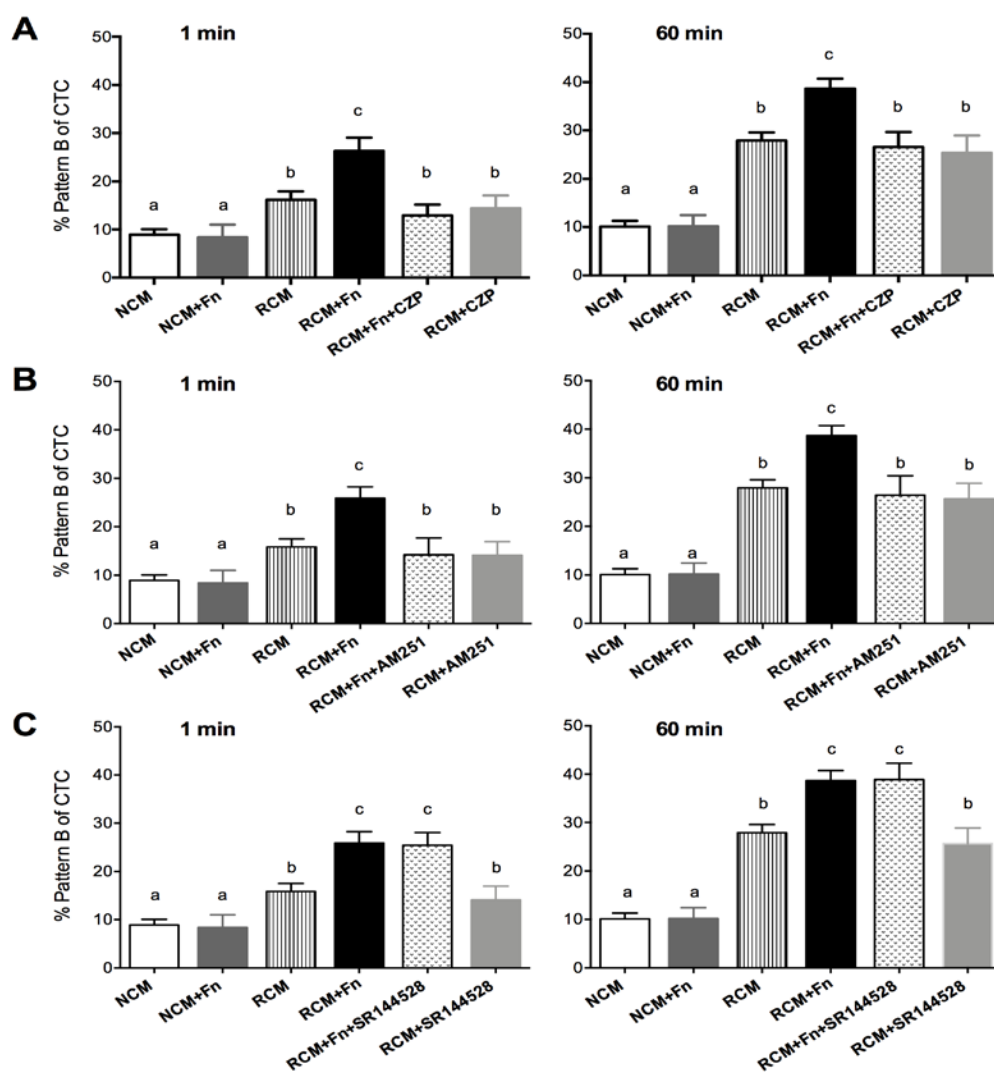 A
1 min
60 min
% Pattern B of CTC
50
40
30
20
10
0
a
a
b
c
b
b
NCM
NCM+Fn
RCM
RCM+Fn
RCM+Fn+CZP
RCM+CZP
50
40
30
20
10
0
a
a
b
c
b
b
NCM
NCM+Fn
RCM
RCM+Fn
RCM+Fn+CZP
RCM+CZP
B
1 min
60 min
% Pattern B of CTC
50
40
30
20
10
0
a
a
b
c
b
b
NCM
NCM+Fn
RCM
RCM+Fn
RCM+Fn+AM251
RCM+AM251
50
40
30
20
10
0
a
a
b
c
b
b
NCM
NCM+Fn
RCM
RCM+Fn
RCM+Fn+AM251
RCM+AM251
C
1 min
60 min
% Pattern B of CTC
50
40
30
20
10
0
a
a
b
c
c
b
NCM
NCM+Fn
RCM
RCM+Fn
RCM+Fn+SR144528
RCM+SR144528
50
40
30
20
10
0
a
a
b
c
c
b
NCM
NCM+Fn
RCM
RCM+Fn
RCM+Fn+SR144528
RCM+SR144528